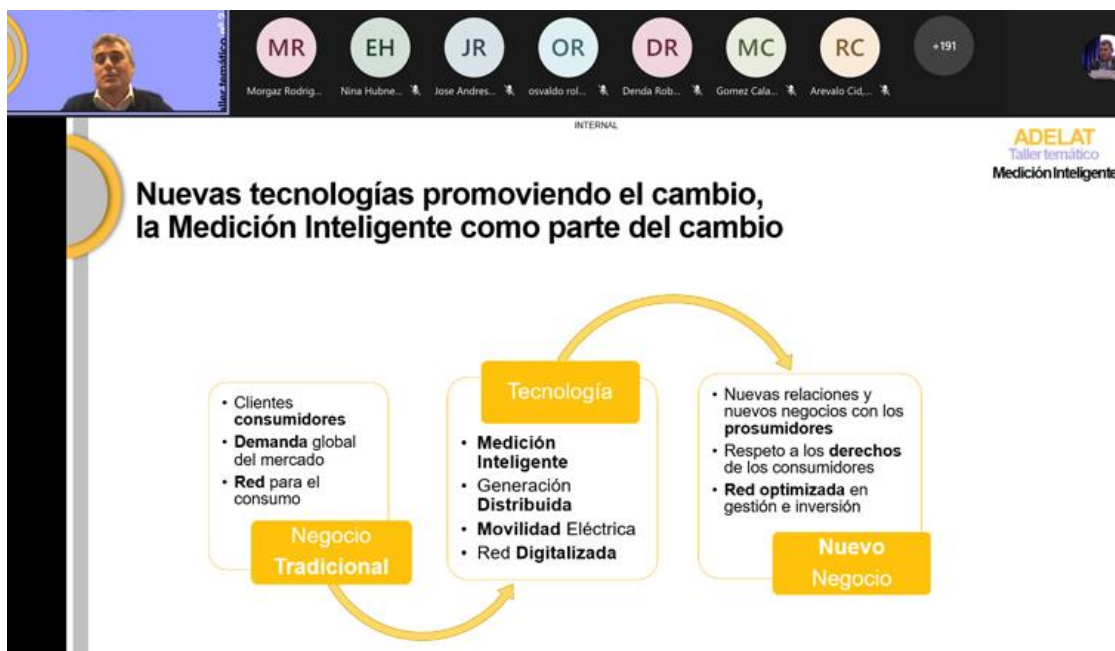 MR
EH
JR
OR
DR
MC
RC
+191
Morgaz Rodrig...
Nina Hubne...
Jose Andres...
osvaldo rol...
Denda Rob...
Gomez Cala...
Arevalo Cid,...
taller temático
INTERNAL
ADELAT
Taller temático
Medición Inteligente
Nuevas tecnologías promoviendo el cambio,
la Medición Inteligente como parte del cambio
• Clientes
consumidores
• Demanda global
del mercado
• Red para el
consumo
Negocio
Tradicional
Tecnología
• Medición
Inteligente
• Generación
Distribuida
• Movilidad Eléctrica
• Red Digitalizada
• Nuevas relaciones y
nuevos negocios con los
prosumidores
• Respeto a los derechos
de los consumidores
• Red optimizada en
gestión e inversión
Nuevo
Negocio